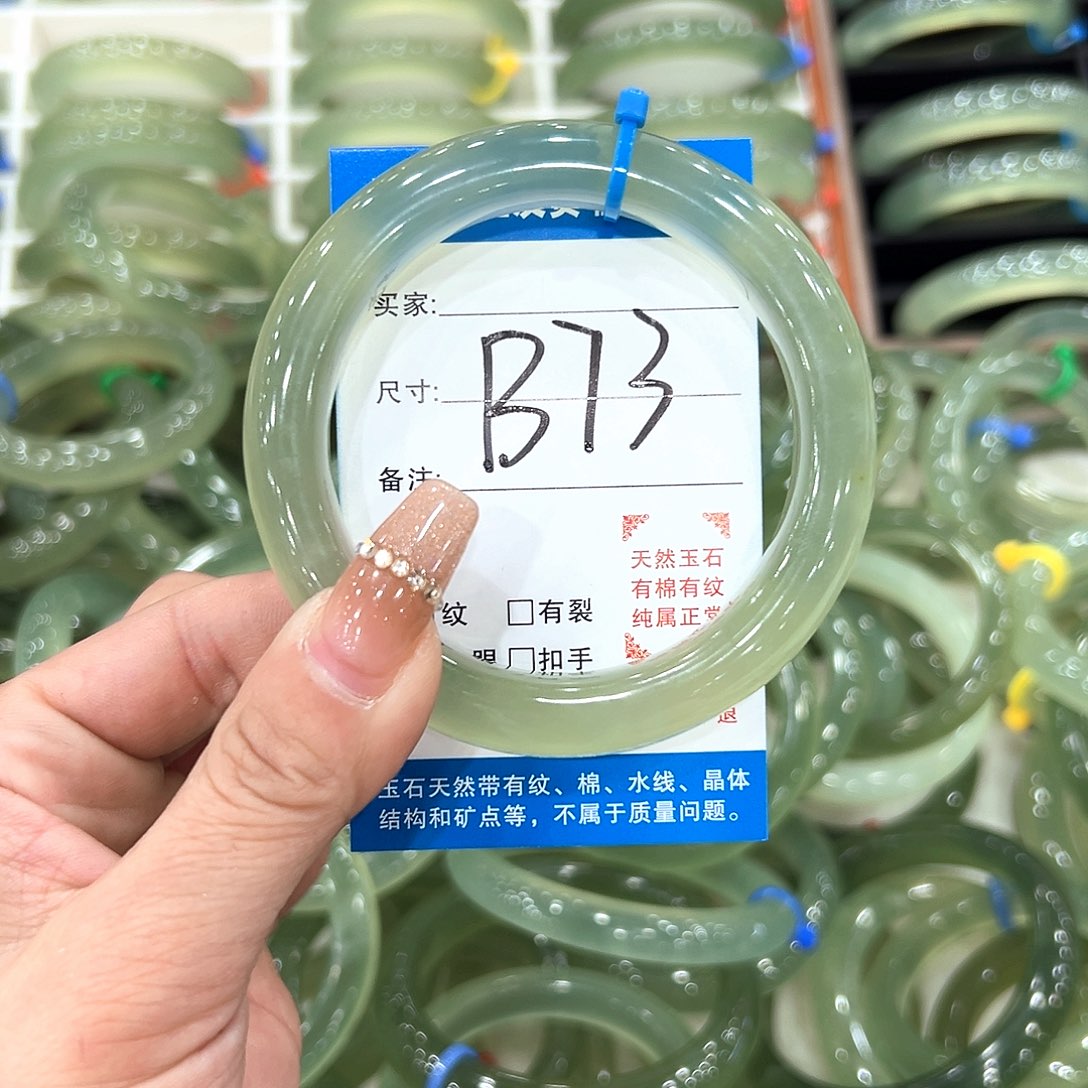 买家:
尺寸:
B73
备注:
天然玉石
有棉有纹
纯属正常
纹 □有裂
□扣手
退
玉石天然带有纹、棉、水线、晶体
结构和矿点等，不属于质量问题。